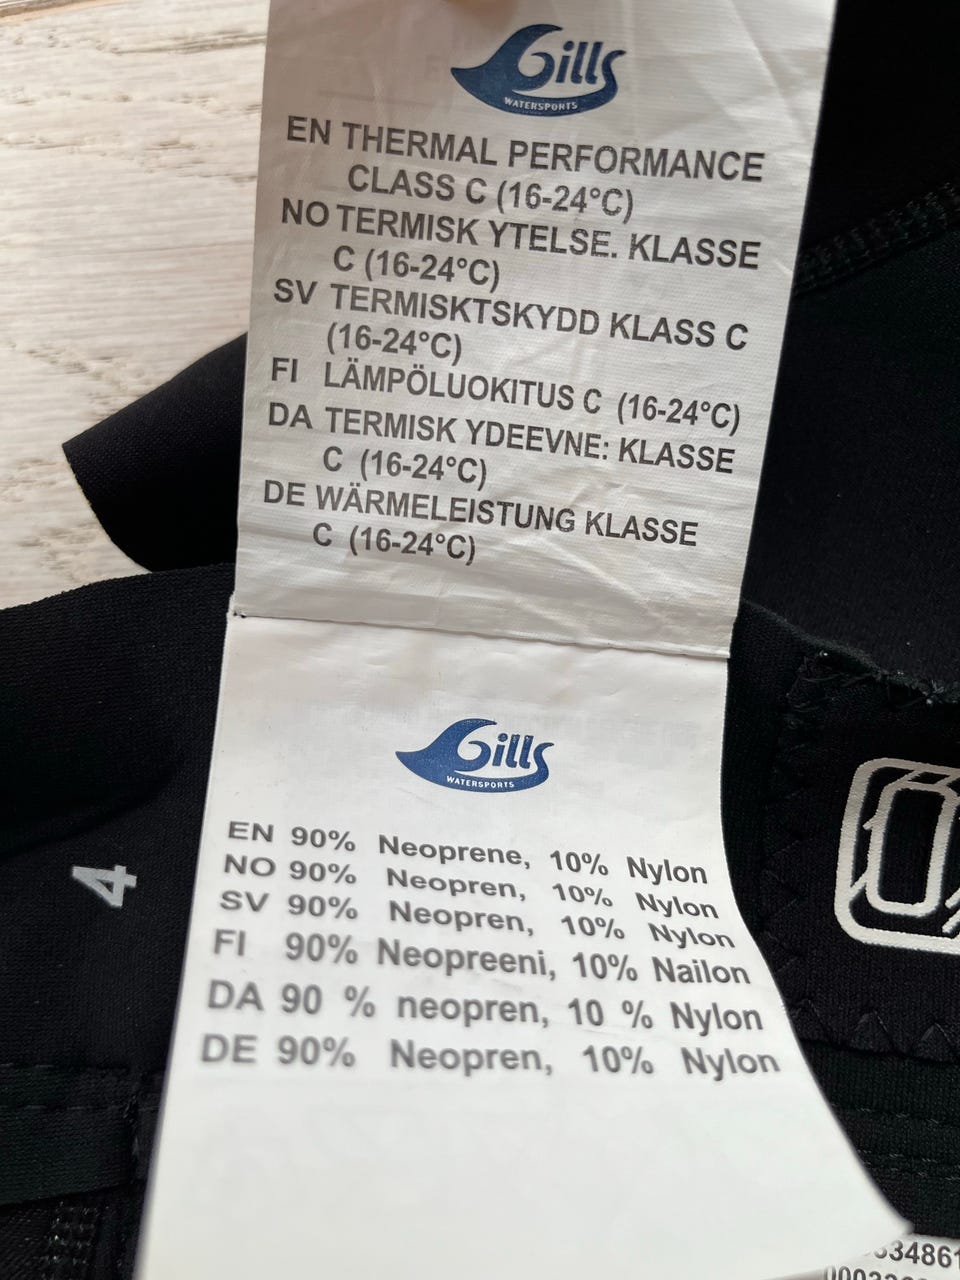 Gills
WATERSPORTS
EN THERMAL PERFORMANCE
CLASS C (16-24°C)
NO TERMISK YTELSE. KLASSE
C (16-24°C)
SV TERMISKTSKYDD KLASS C
(16-24°C)
FI LÄMPÖLUOKITUS C (16-24°C)
DA TERMISK YDEEVNE: KLASSE
C (16-24°C)
DE WÄRMELEISTUNG KLASSE
C (16-24°C)
Gills
WATERSPORTS
EN 90% Neoprene, 10% Nylon
NO 90% Neopren, 10% Nylon
SV 90% Neopren, 10% Nylon
FI 90% Neopreeni, 10% Nailon
DA 90 % neopren, 10 % Nylon
DE 90% Neopren, 10% Nylon
4